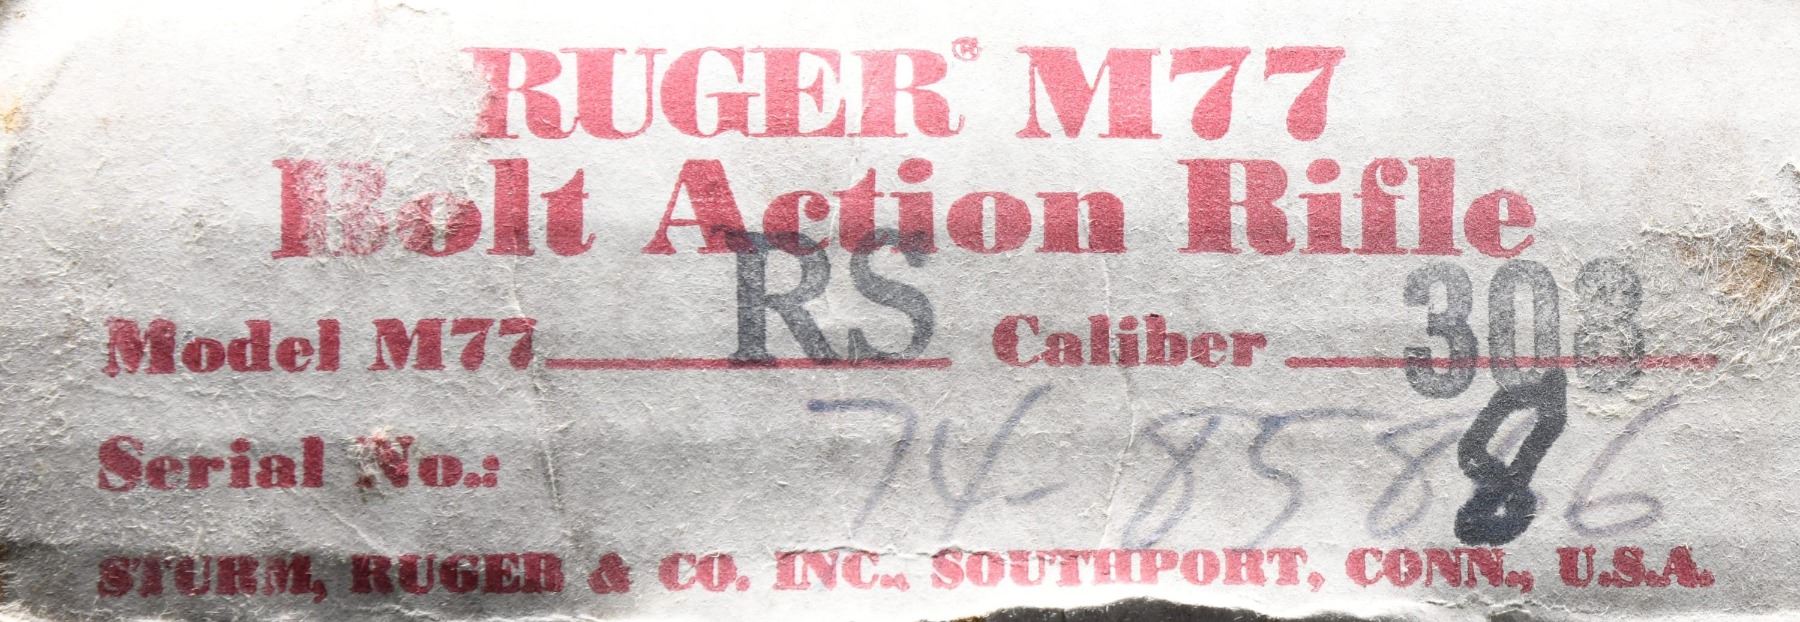 RUGER® M77
Bolt Action Rifle
Model M77 RS Caliber 308
Serial No.: 74-85886
STURM, RUGER & CO. INC., SOUTHPORT, CONN., U.S.A.